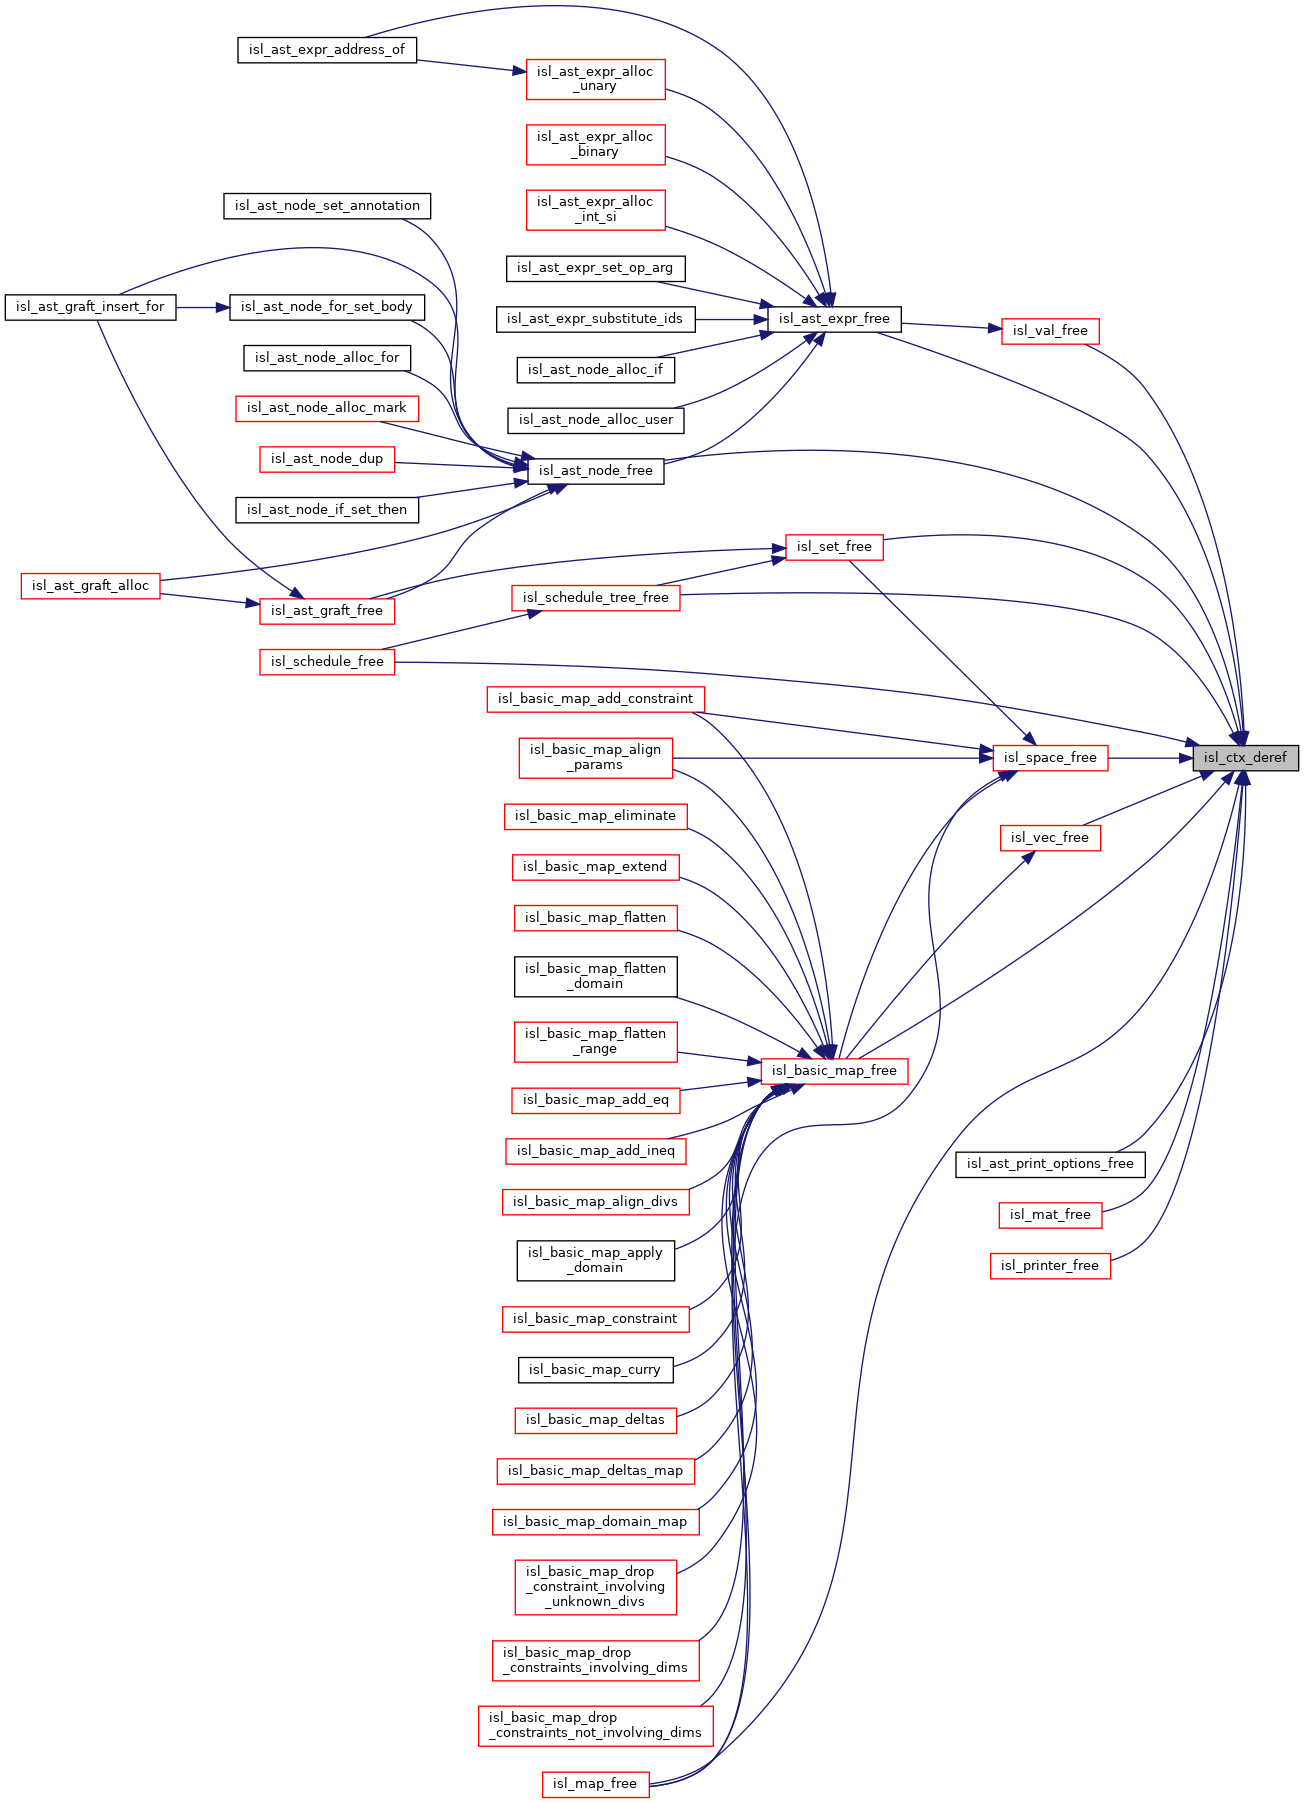 isl_ast_expr_address_of
isl_ast_expr_alloc
_unary
isl_ast_expr_alloc
_binary
isl_ast_expr_alloc
_int_si
isl_ast_node_set_annotation
isl_ast_expr_set_op_arg
isl_ast_graft_insert_for
isl_ast_node_for_set_body
isl_ast_expr_substitute_ids
isl_ast_expr_free
isl_val_free
isl_ast_node_alloc_for
isl_ast_node_alloc_if
isl_ast_node_alloc_mark
isl_ast_node_alloc_user
isl_ast_node_dup
isl_ast_node_free
isl_ast_node_if_set_then
isl_set_free
isl_ast_graft_alloc
isl_schedule_tree_free
isl_ast_graft_free
isl_schedule_free
isl_basic_map_add_constraint
isl_basic_map_align
_params
isl_space_free
isl_ctx_deref
isl_basic_map_eliminate
isl_vec_free
isl_basic_map_extend
isl_basic_map_flatten
isl_basic_map_flatten
_domain
isl_basic_map_flatten
_range
isl_basic_map_free
isl_basic_map_add_eq
isl_basic_map_add_ineq
isl_ast_print_options_free
isl_basic_map_align_divs
isl_mat_free
isl_basic_map_apply
_domain
isl_printer_free
isl_basic_map_constraint
isl_basic_map_curry
isl_basic_map_deltas
isl_basic_map_deltas_map
isl_basic_map_domain_map
isl_basic_map_drop
_constraint_involving
_unknown_divs
isl_basic_map_drop
_constraints_involving_dims
isl_basic_map_drop
_constraints_not_involving_dims
isl_map_free